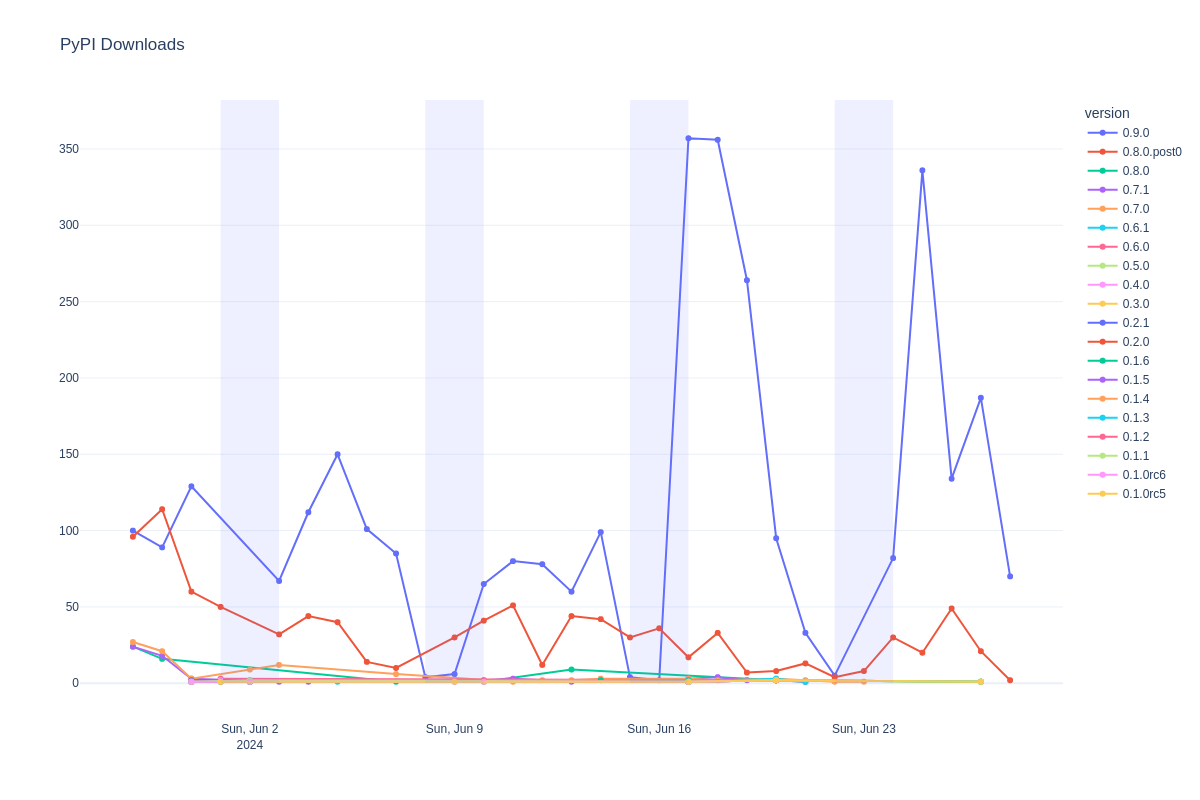 PyPI Downloads
350
300
250
200
150
100
50
0
Sun, Jun 2
2024
Sun, Jun 9
Sun, Jun 16
Sun, Jun 23
version
0.9.0
0.8.0.post0
0.8.0
0.7.1
0.7.0
0.6.1
0.6.0
0.5.0
0.4.0
0.3.0
0.2.1
0.2.0
0.1.6
0.1.5
0.1.4
0.1.3
0.1.2
0.1.1
0.1.0rc6
0.1.0rc5